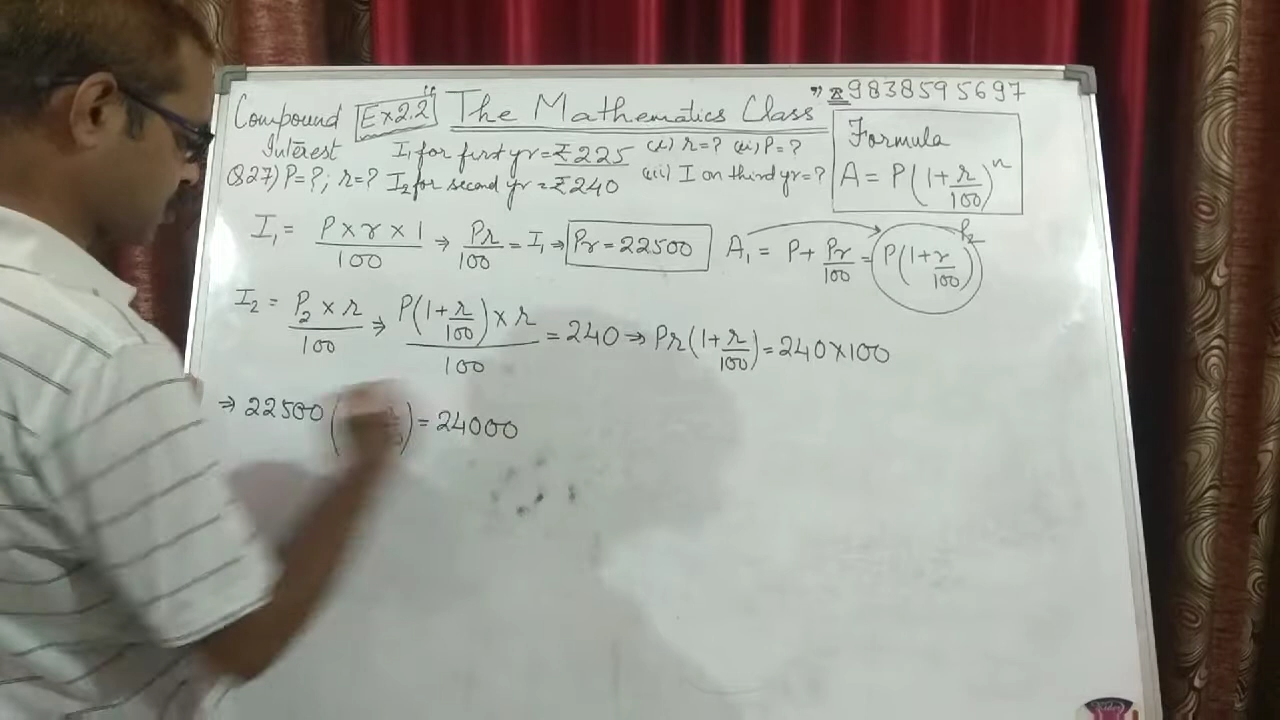 Compound Interest
Ex2.2
The Mathematics Class
9838595697
Formula
A = P(1+r/100)^n
Q27) P=?; r=?
I₁ for first yr = ₹225
I₂ for second yr = ₹240
(i) r=? (ii) P=?
(iii) I on third yr=?
I₁ = P×r×1/100 ⇒ Pr/100 = I₁ ⇒ Pr = 22500
A₁ = P + Pr/100 = P(1+r/100) P₂
I₂ = P₂×r/100 ⇒ P(1+r/100)×r/100 = 240 ⇒ Pr(1+r/100) = 240×100
⇒ 22500( ) = 24000